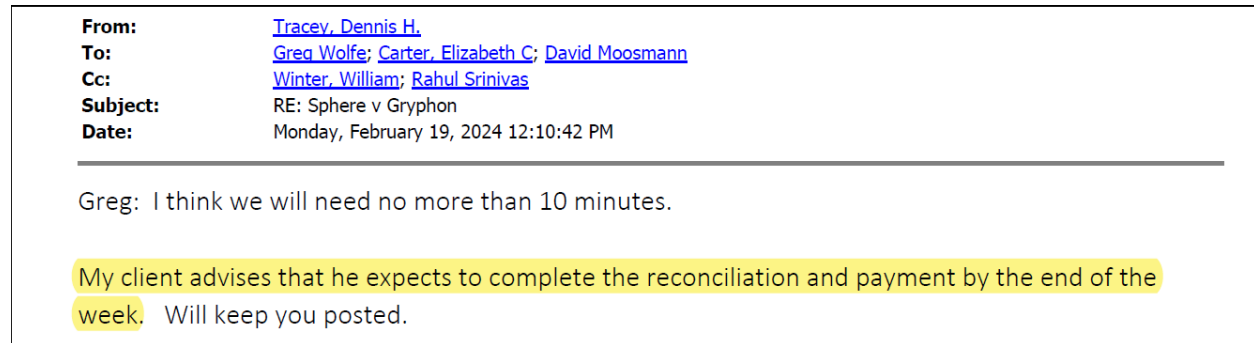 From: Tracey, Dennis H.
To: Greg Wolfe; Carter, Elizabeth C; David Moosmann
Cc: Winter, William; Rahul Srinivas
Subject: RE: Sphere v Gryphon
Date: Monday, February 19, 2024 12:10:42 PM
Greg:  I think we will need no more than 10 minutes.
My client advises that he expects to complete the reconciliation and payment by the end of the
week.   Will keep you posted.